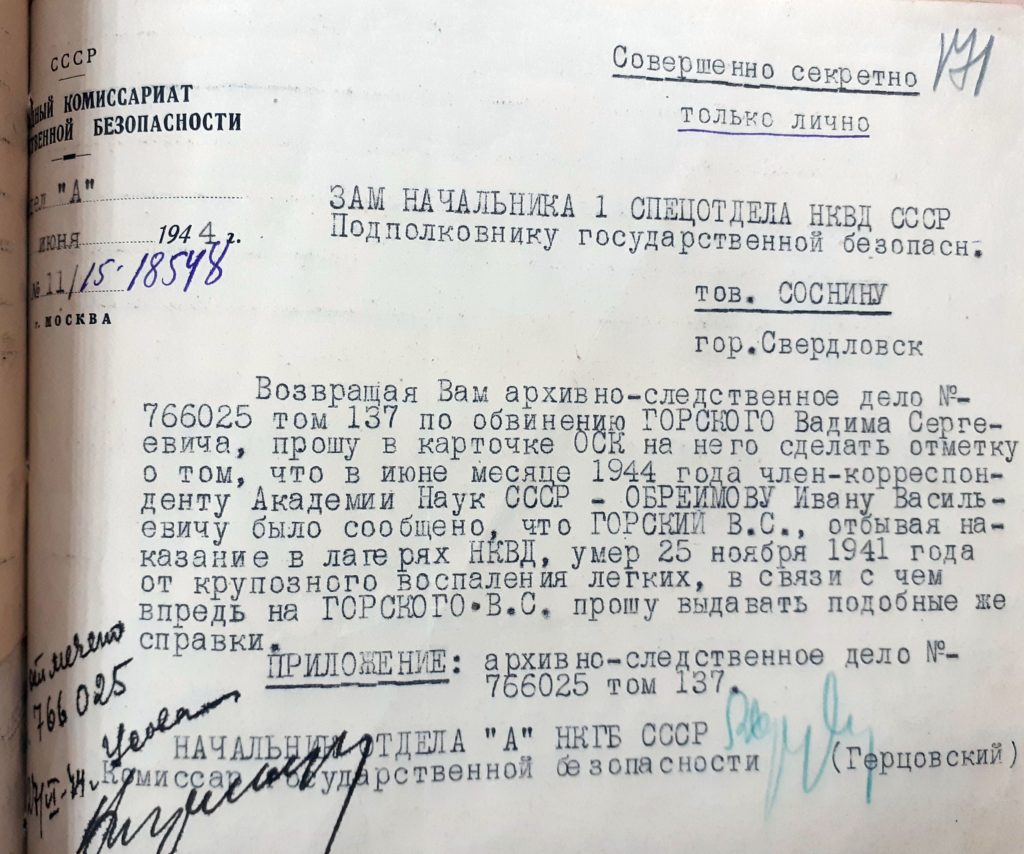 СССР
НЫЙ КОМИССАРИАТ
СТВЕННОЙ БЕЗОПАСНОСТИ
"А"
июня 1944 г.
№ 11/15-18548
г. МОСКВА
Совершенно секретно
171
только лично
ЗАМ НАЧАЛЬНИКА 1 СПЕЦОТДЕЛА НКВД СССР
Подполковнику государственной безопасн.
тов. СОСНИНУ
гор.Свердловск
Возвращая Вам архивно-следственное дело №-
766025 том 137 по обвинению ГОРСКОГО Вадима Серге-
евича, прошу в карточке ОСК на него сделать отметку
о том, что в июне месяце 1944 года член-корреспон-
денту Академии Наук СССР - ОБРЕИМОВУ Ивану Василь-
евичу было сообщено, что ГОРСКИЙ В.С., отбывая на-
казание в лагерях НКВД, умер 25 ноября 1941 года
от крупозного воспаления легких, в связи с чем
впредь на ГОРСКОГО В.С. прошу выдавать подобные же
справки.
ПРИЛОЖЕНИЕ: архивно-следственное дело №-
766025 том 137.
НАЧАЛЬНИК ОТДЕЛА "А" НКГБ СССР
Комиссар государственной безопасности
(Герцовский)
766 025